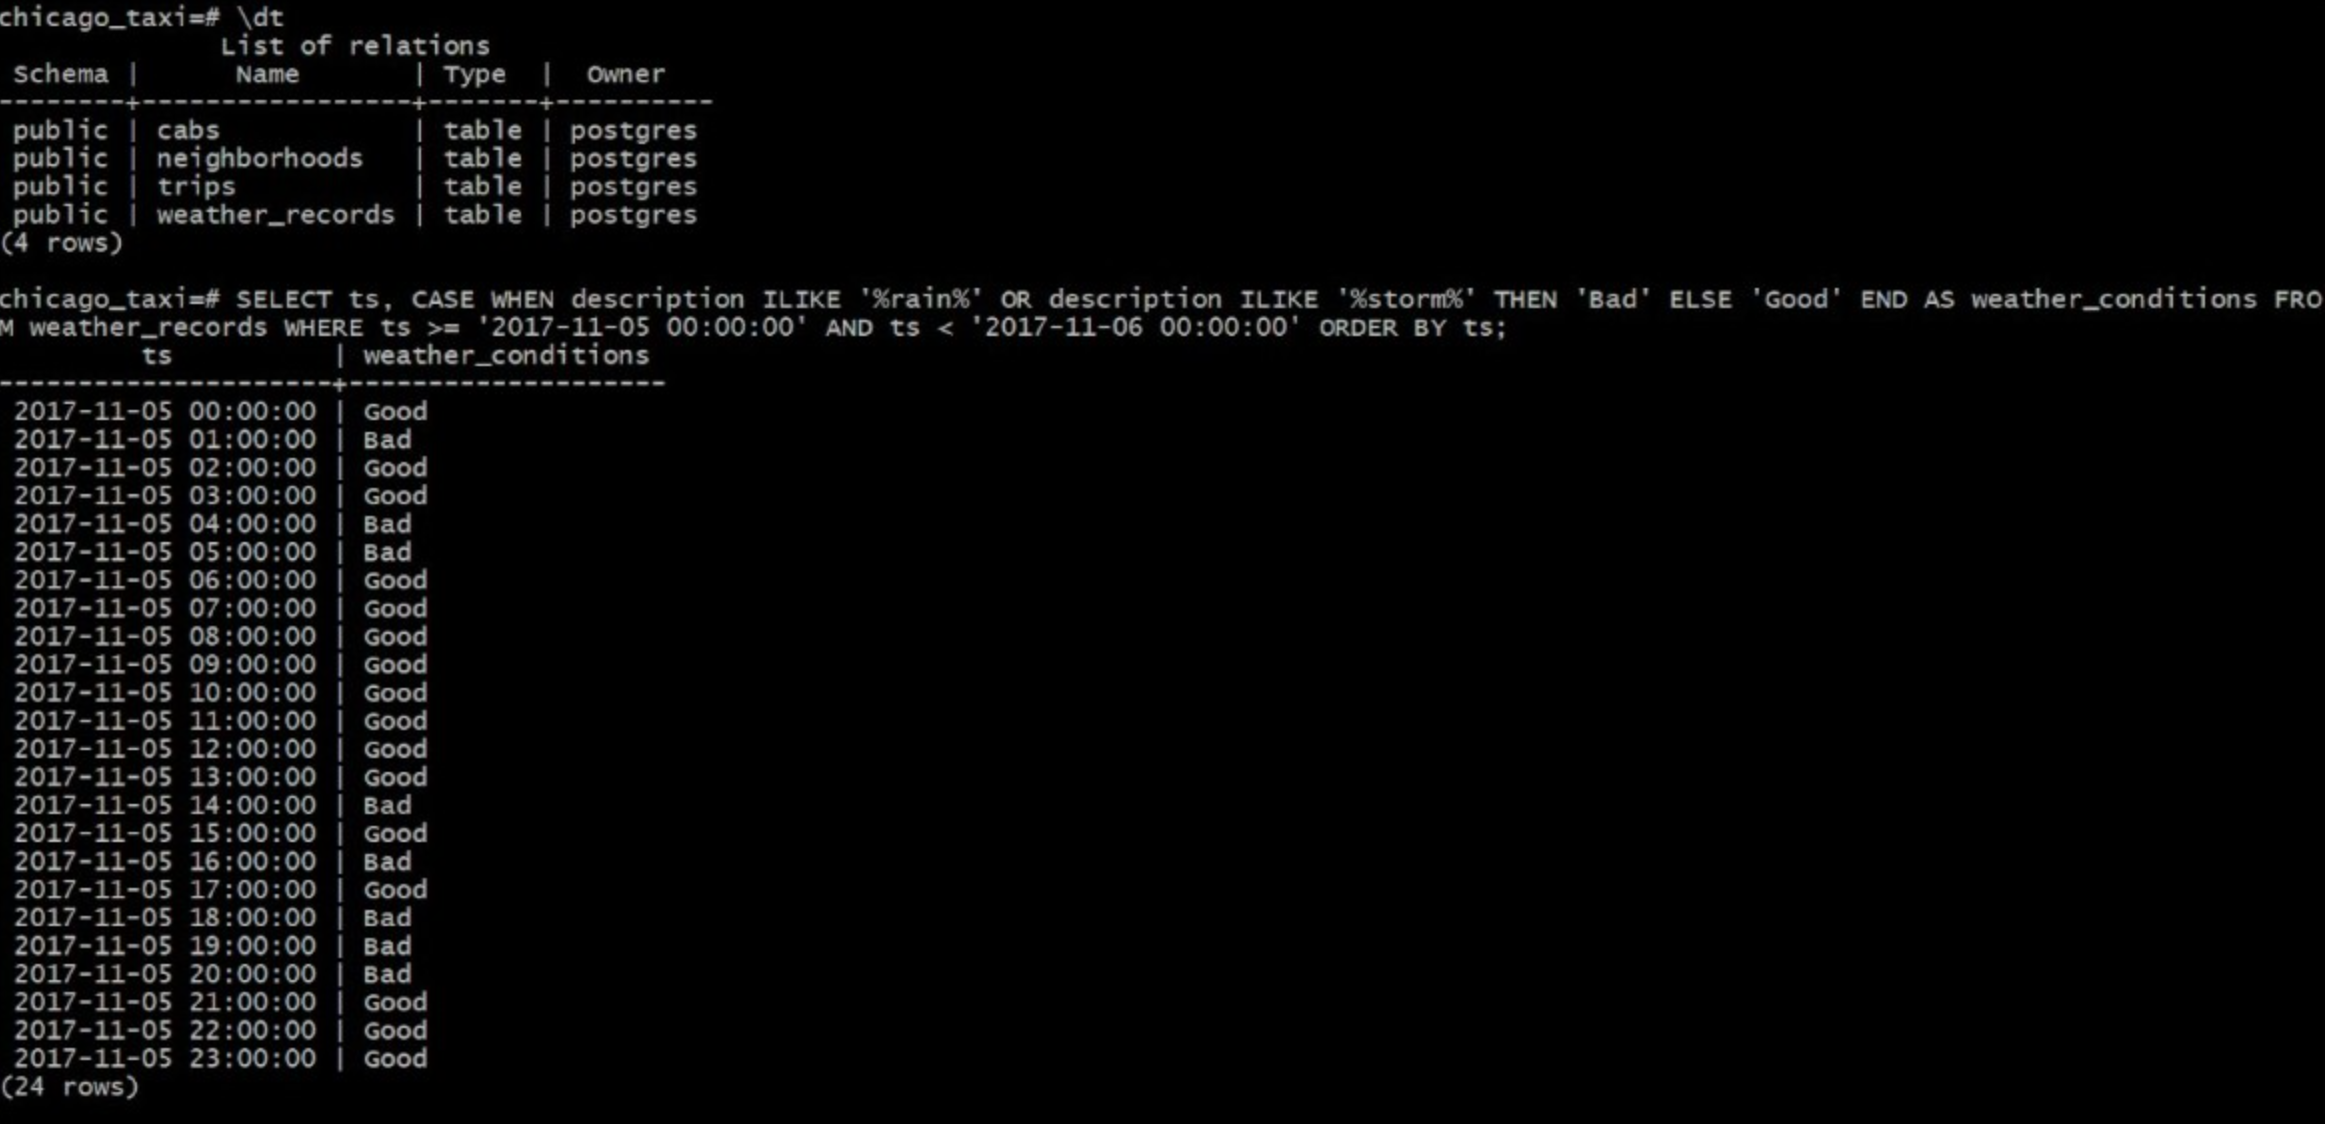 chicago_taxi=# \dt
            List of relations
 Schema |      Name       | Type  |  Owner
--------+-----------------+-------+----------
 public | cabs            | table | postgres
 public | neighborhoods   | table | postgres
 public | trips           | table | postgres
 public | weather_records | table | postgres
(4 rows)

chicago_taxi=# SELECT ts, CASE WHEN description ILIKE '%rain%' OR description ILIKE '%storm%' THEN 'Bad' ELSE 'Good' END AS weather_conditions FRO
M weather_records WHERE ts >= '2017-11-05 00:00:00' AND ts < '2017-11-06 00:00:00' ORDER BY ts;
         ts          | weather_conditions
---------------------+--------------------
 2017-11-05 00:00:00 | Good
 2017-11-05 01:00:00 | Bad
 2017-11-05 02:00:00 | Good
 2017-11-05 03:00:00 | Good
 2017-11-05 04:00:00 | Bad
 2017-11-05 05:00:00 | Bad
 2017-11-05 06:00:00 | Good
 2017-11-05 07:00:00 | Good
 2017-11-05 08:00:00 | Good
 2017-11-05 09:00:00 | Good
 2017-11-05 10:00:00 | Good
 2017-11-05 11:00:00 | Good
 2017-11-05 12:00:00 | Good
 2017-11-05 13:00:00 | Good
 2017-11-05 14:00:00 | Bad
 2017-11-05 15:00:00 | Good
 2017-11-05 16:00:00 | Bad
 2017-11-05 17:00:00 | Good
 2017-11-05 18:00:00 | Bad
 2017-11-05 19:00:00 | Bad
 2017-11-05 20:00:00 | Bad
 2017-11-05 21:00:00 | Good
 2017-11-05 22:00:00 | Good
 2017-11-05 23:00:00 | Good
(24 rows)